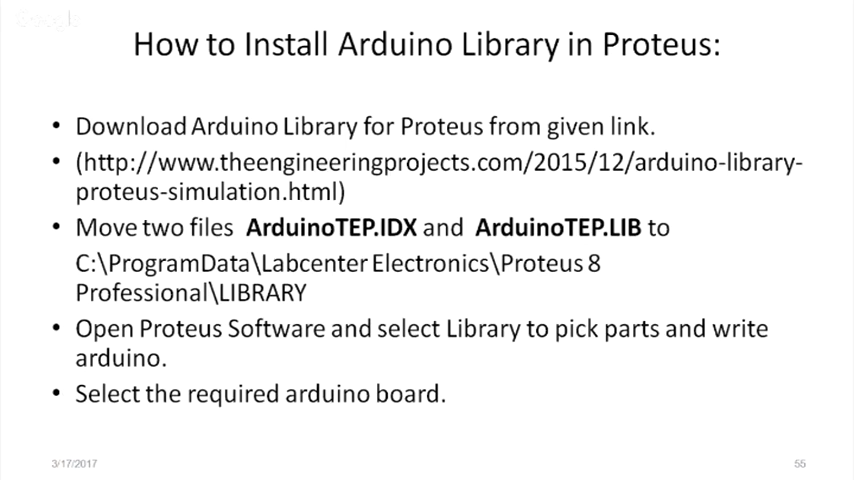 Google
How to Install Arduino Library in Proteus:
• Download Arduino Library for Proteus from given link.
• (http://www.theengineeringprojects.com/2015/12/arduino-library-
proteus-simulation.html)
• Move two files ArduinoTEP.IDX and ArduinoTEP.LIB to
C:\ProgramData\Labcenter Electronics\Proteus 8
Professional\LIBRARY
• Open Proteus Software and select Library to pick parts and write
arduino.
• Select the required arduino board.
3/17/2017
55